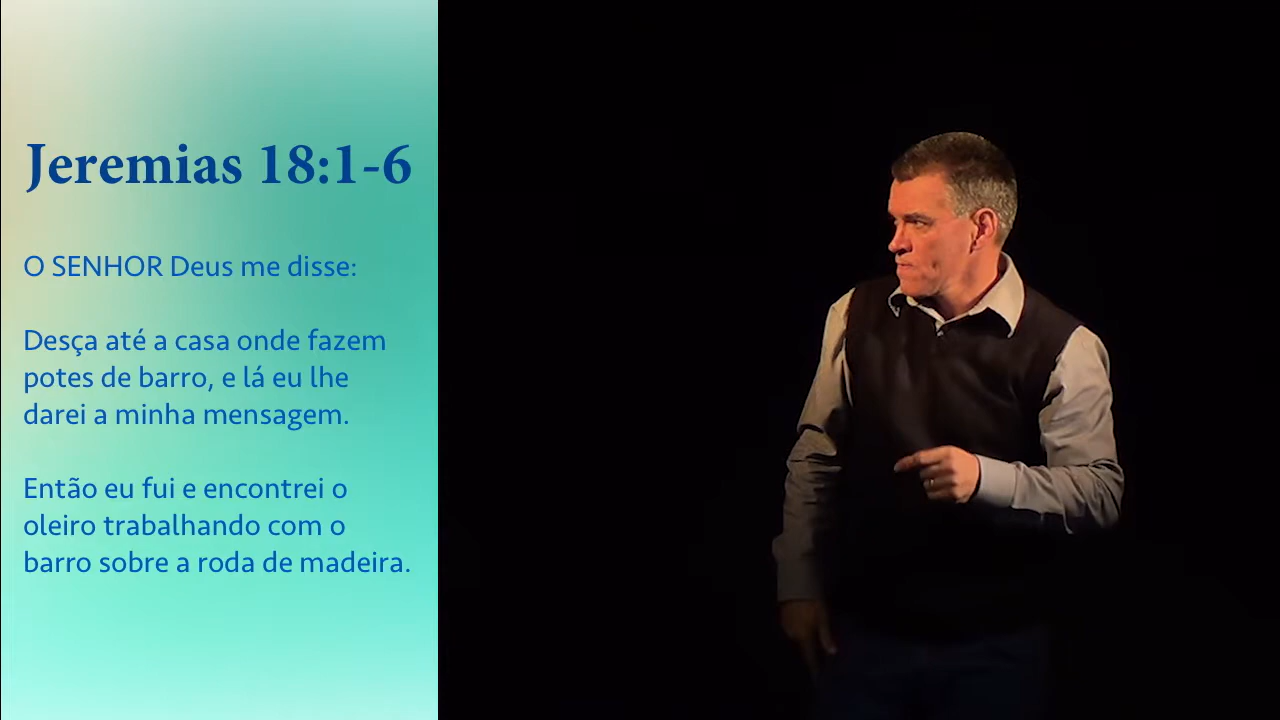 Jeremias 18:1-6
O SENHOR Deus me disse:
Desça até a casa onde fazem
potes de barro, e lá eu lhe
darei a minha mensagem.
Então eu fui e encontrei o
oleiro trabalhando com o
barro sobre a roda de madeira.